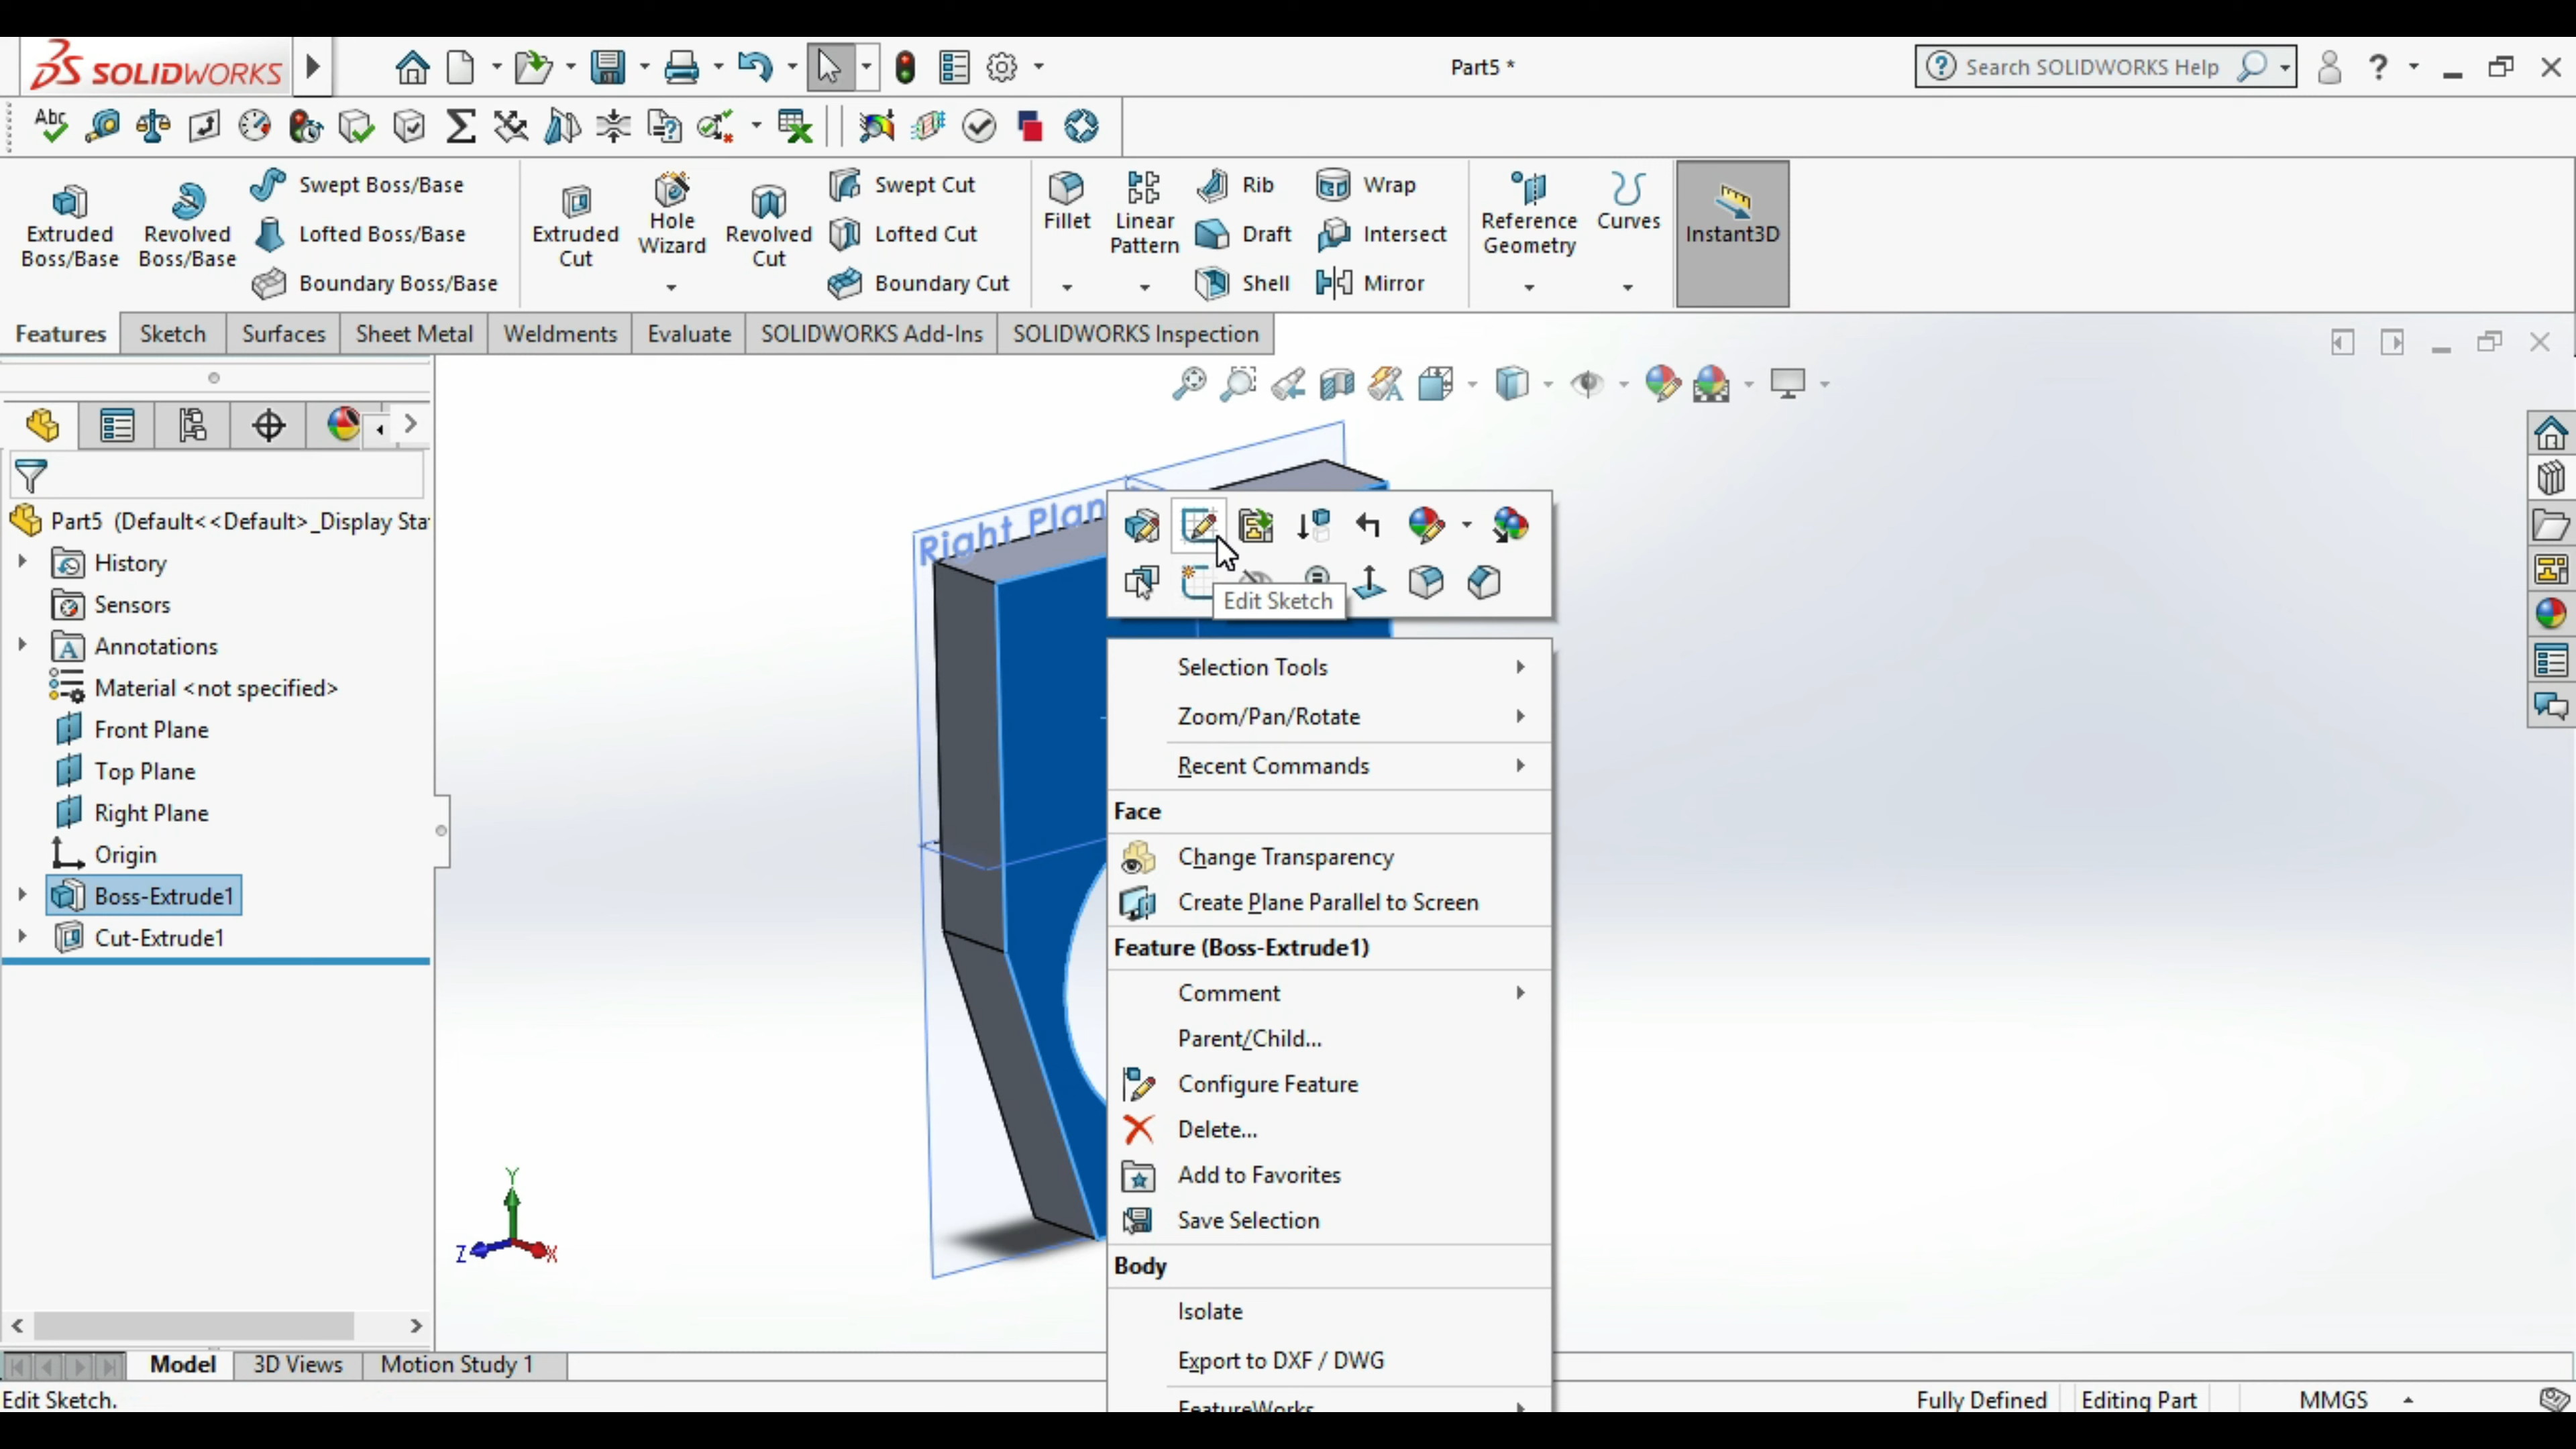 SOLIDWORKS
Part5 *
Search SOLIDWORKS Help
Abc
Extruded Boss/Base
Revolved Boss/Base
Swept Boss/Base
Lofted Boss/Base
Boundary Boss/Base
Extruded Cut
Hole Wizard
Revolved Cut
Swept Cut
Lofted Cut
Boundary Cut
Fillet
Linear Pattern
Rib
Draft
Shell
Wrap
Intersect
Mirror
Reference Geometry
Curves
Instant3D
Features
Sketch
Surfaces
Sheet Metal
Weldments
Evaluate
SOLIDWORKS Add-Ins
SOLIDWORKS Inspection
Part5 (Default<<Default>_Display Sta
History
Sensors
Annotations
Material <not specified>
Front Plane
Top Plane
Right Plane
Origin
Boss-Extrude1
Cut-Extrude1
Right Plan
Edit Sketch
Selection Tools
Zoom/Pan/Rotate
Recent Commands
Face
Change Transparency
Create Plane Parallel to Screen
Feature (Boss-Extrude1)
Comment
Parent/Child...
Configure Feature
Delete...
Add to Favorites
Save Selection
Body
Isolate
Export to DXF / DWG
FeatureWorks
Y
Z
X
Model
3D Views
Motion Study 1
Edit Sketch.
Fully Defined
Editing Part
MMGS